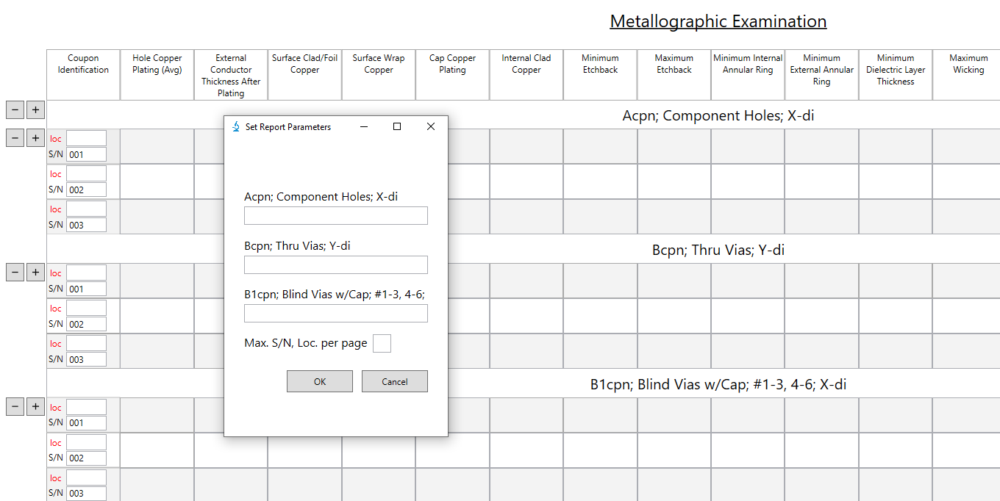 Metallographic Examination
Coupon Identification
Hole Copper Plating (Avg)
External Conductor Thickness After Plating
Surface Clad/Foil Copper
Surface Wrap Copper
Cap Copper Plating
Internal Clad Copper
Minimum Etchback
Maximum Etchback
Minimum Internal Annular Ring
Minimum External Annular Ring
Minimum Dielectric Layer Thickness
Maximum Wicking
− +
Acpn; Component Holes; X-di
− +
loc
S/N 001
loc
S/N 002
loc
S/N 003
Bcpn; Thru Vias; Y-di
− +
loc
S/N 001
loc
S/N 002
loc
S/N 003
B1cpn; Blind Vias w/Cap; #1-3, 4-6; X-di
− +
loc
S/N 001
loc
S/N 002
loc
S/N 003
Set Report Parameters
Acpn; Component Holes; X-di
Bcpn; Thru Vias; Y-di
B1cpn; Blind Vias w/Cap; #1-3, 4-6;
Max. S/N, Loc. per page
OK Cancel